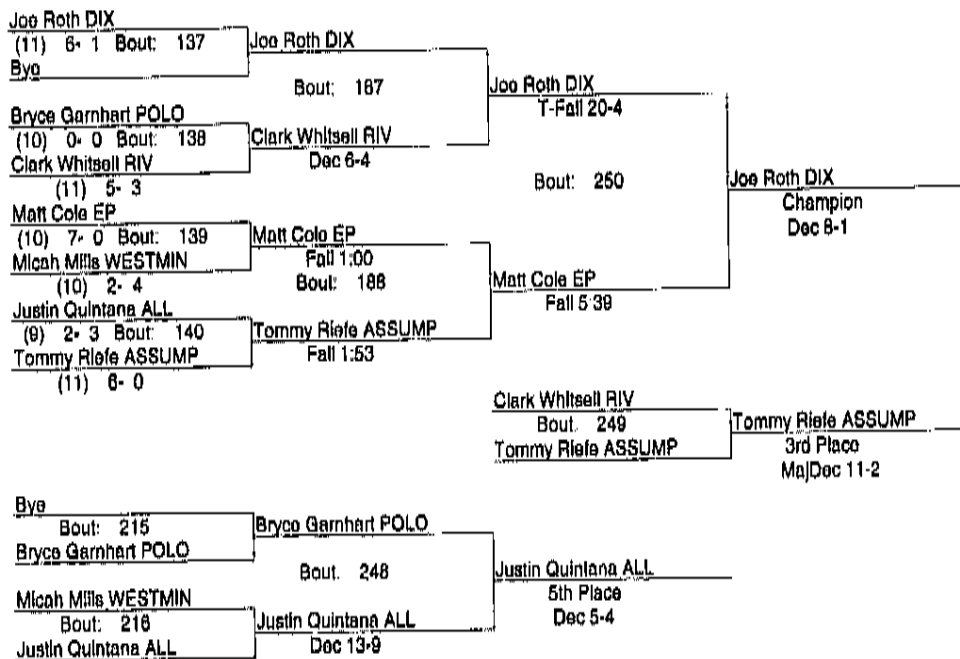 Joe Roth DIX
(11) 6- 1 Bout: 137
Bye
Joe Roth DIX
Bout: 187
Bryce Garnhart POLO
(10) 0- 0 Bout: 138
Clark Whitsell RIV
(11) 5- 3
Clark Whitsell RIV
Dec 6-4
Joe Roth DIX
T-Fall 20-4
Bout: 250
Matt Cole EP
(10) 7- 0 Bout: 139
Micah Mills WESTMIN
(10) 2- 4
Matt Cole EP
Fall 1:00
Bout: 188
Justin Quintana ALL
(9) 2- 3 Bout: 140
Tommy Riefe ASSUMP
(11) 6- 0
Tommy Riefe ASSUMP
Fall 1:53
Matt Cole EP
Fall 5:39
Joe Roth DIX
Champion
Dec 8-1
Clark Whitsell RIV
Bout. 249
Tommy Riefe ASSUMP
Tommy Riefe ASSUMP
3rd Place
MajDec 11-2
Bye
Bout: 215
Bryce Garnhart POLO
Bryce Garnhart POLO
Bout. 248
Micah Mills WESTMIN
Bout: 216
Justin Quintana ALL
Justin Quintana ALL
Dec 13-9
Justin Quintana ALL
5th Place
Dec 5-4